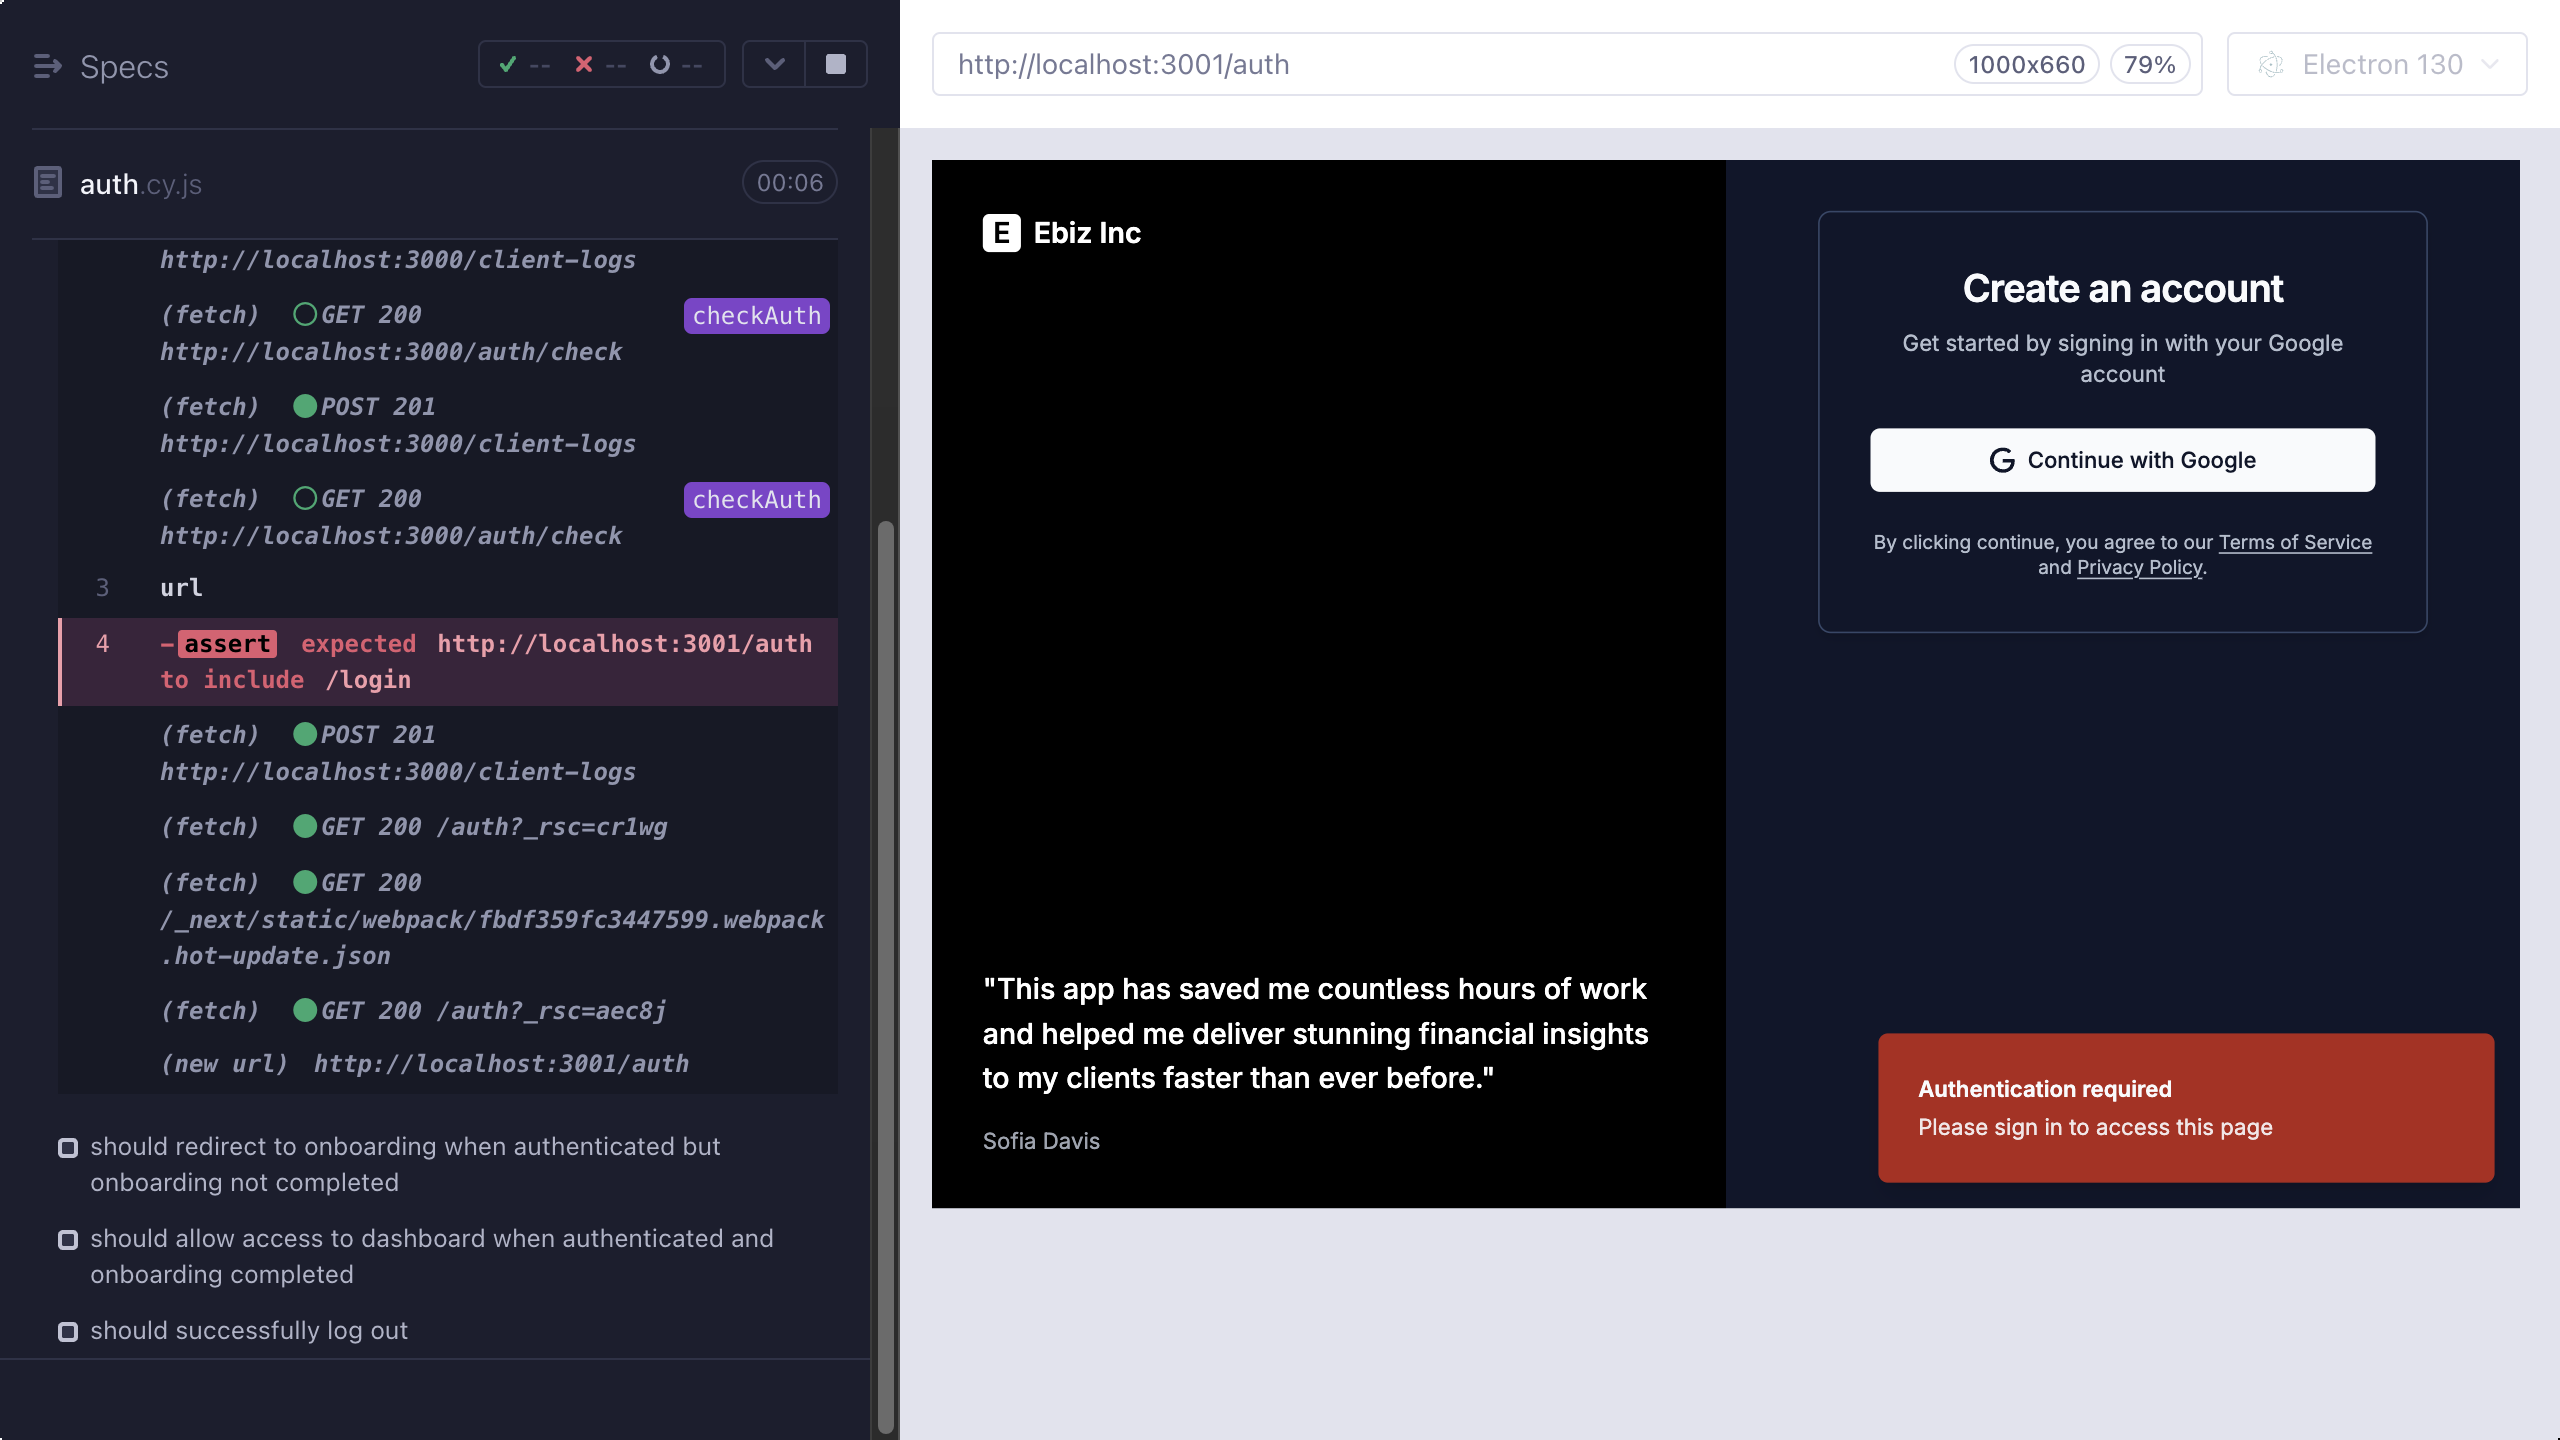 Specs
--
--
--
auth.cy.js
00:06
http://localhost:3000/client-logs
(fetch) GET 200 checkAuth
http://localhost:3000/auth/check
(fetch) POST 201
http://localhost:3000/client-logs
(fetch) GET 200 checkAuth
http://localhost:3000/auth/check
3 url
4 -assert expected http://localhost:3001/auth
to include /login
(fetch) POST 201
http://localhost:3000/client-logs
(fetch) GET 200 /auth?_rsc=cr1wg
(fetch) GET 200
/_next/static/webpack/fbdf359fc3447599.webpack
.hot-update.json
(fetch) GET 200 /auth?_rsc=aec8j
(new url) http://localhost:3001/auth
should redirect to onboarding when authenticated but
onboarding not completed
should allow access to dashboard when authenticated and
onboarding completed
should successfully log out
http://localhost:3001/auth
1000x660
79%
Electron 130
E Ebiz Inc
"This app has saved me countless hours of work
and helped me deliver stunning financial insights
to my clients faster than ever before."
Sofia Davis
Create an account
Get started by signing in with your Google
account
G Continue with Google
By clicking continue, you agree to our Terms of Service
and Privacy Policy.
Authentication required
Please sign in to access this page